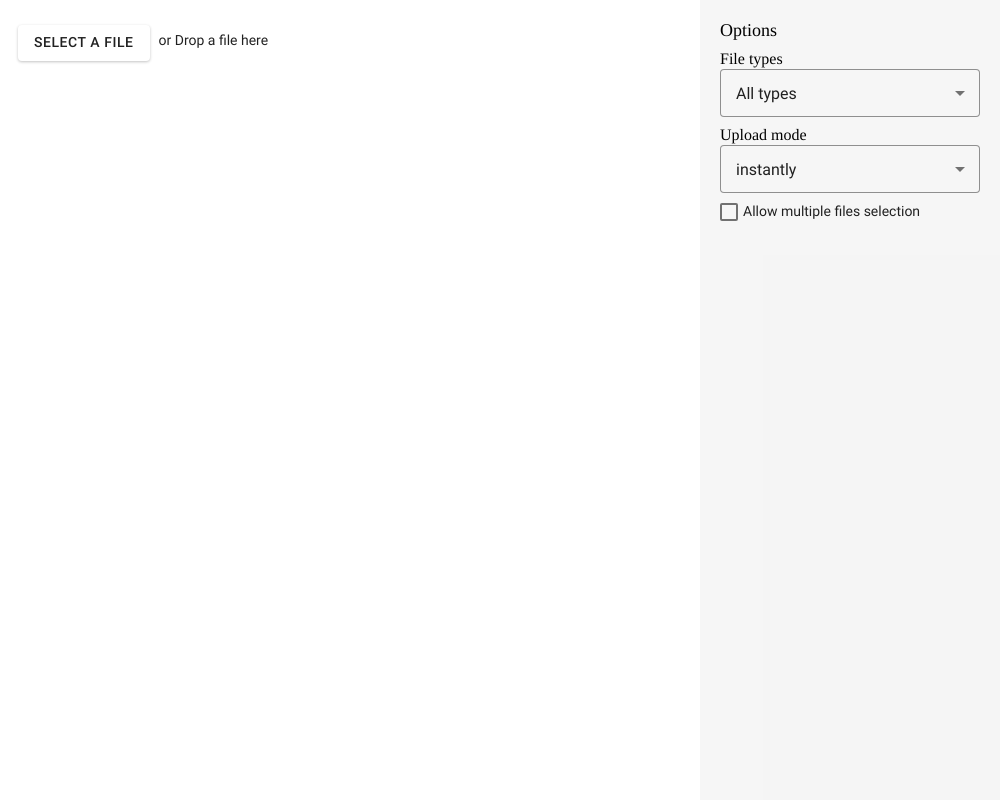 SELECT A FILE or Drop a file here
Options
File types
All types
Upload mode
instantly
Allow multiple files selection